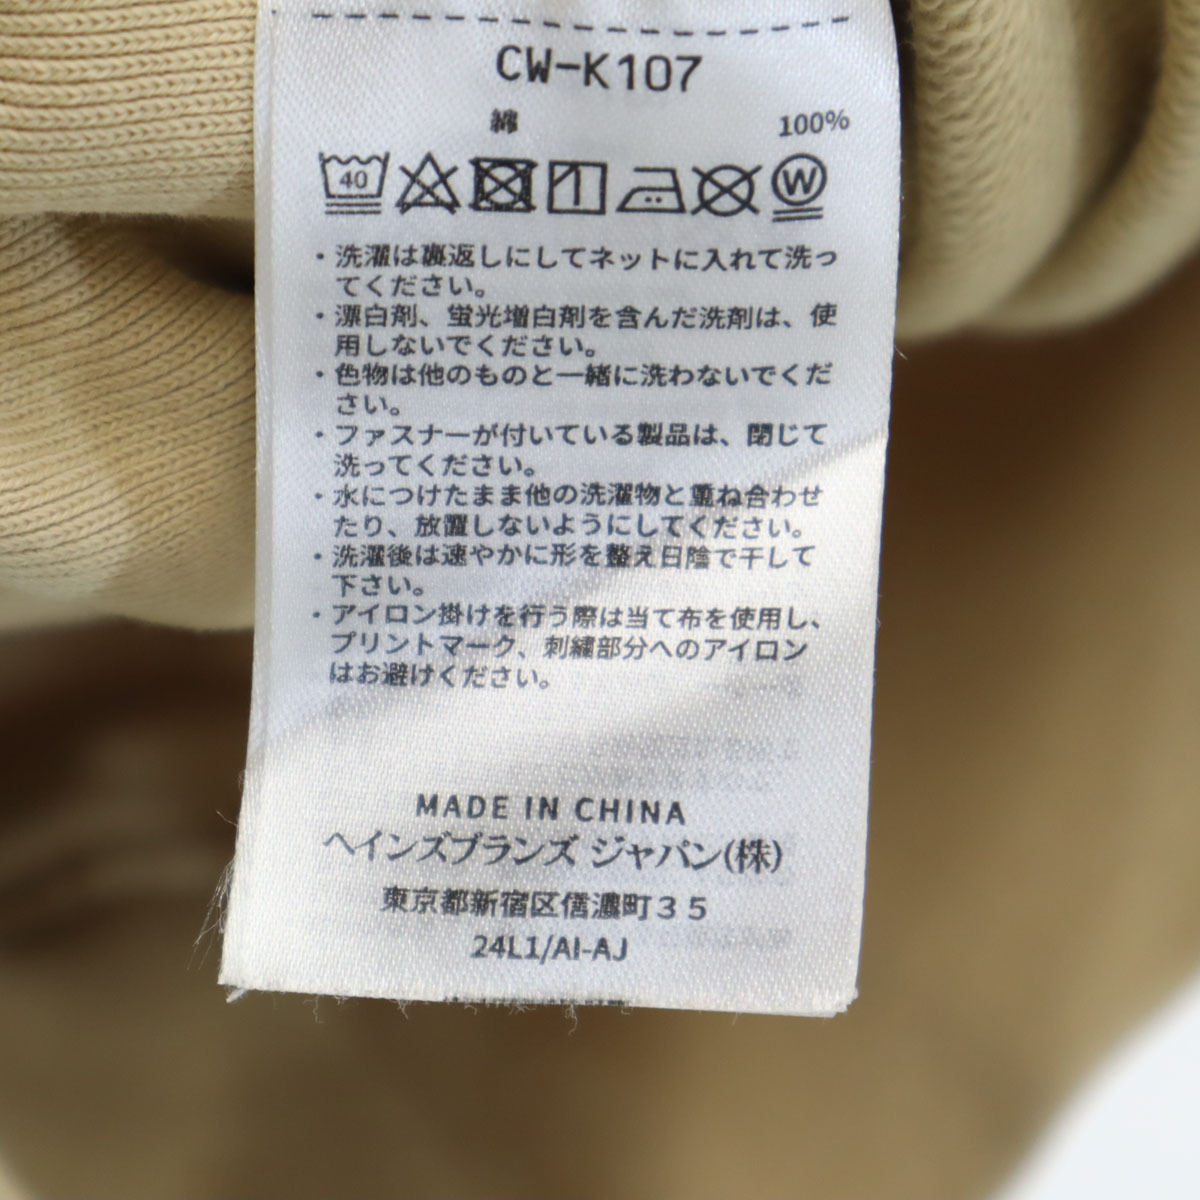 CW-K107
綿 100%
40 W
・洗濯は裏返しにしてネットに入れて洗っ
てください。
・漂白剤、蛍光増白剤を含んだ洗剤は、使
用しないでください。
・色物は他のものと一緒に洗わないでくだ
さい。
・ファスナーが付いている製品は、閉じて
洗ってください。
・水につけたまま他の洗濯物と重ね合わせ
たり、放置しないようにしてください。
・洗濯後は速やかに形を整え日陰で干して
下さい。
・アイロン掛けを行う際は当て布を使用し、
プリントマーク、刺繍部分へのアイロン
はお避けください。
MADE IN CHINA
ヘインズブランズ ジャパン(株)
東京都新宿区信濃町３５
24L1/AI-AJ